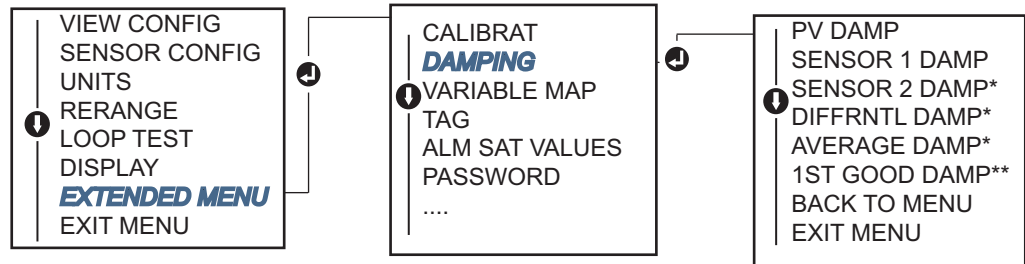 VIEW CONFIG
SENSOR CONFIG
UNITS
RERANGE
LOOP TEST
DISPLAY
EXTENDED MENU
EXIT MENU
CALIBRAT
DAMPING
VARIABLE MAP
TAG
ALM SAT VALUES
PASSWORD
....
PV DAMP
SENSOR 1 DAMP
SENSOR 2 DAMP*
DIFFRNTL DAMP*
AVERAGE DAMP*
1ST GOOD DAMP**
BACK TO MENU
EXIT MENU